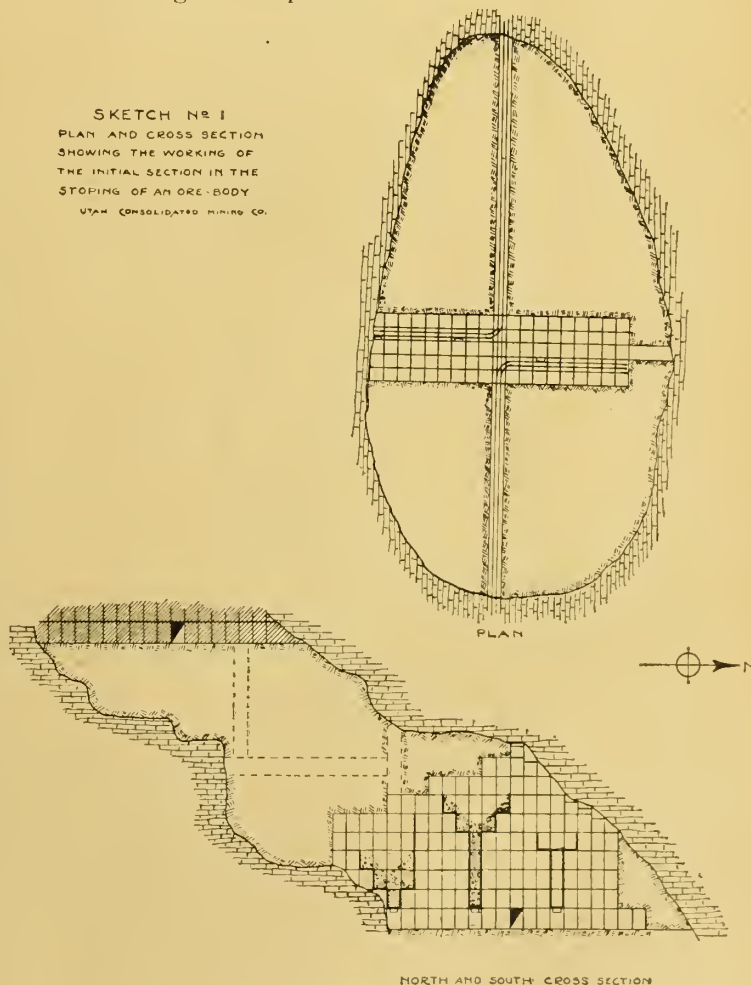 SKETCH Nº 1
PLAN AND CROSS SECTION
SHOWING THE WORKING OF
THE INITIAL SECTION IN THE
STOPING OF AN ORE-BODY
UTAH CONSOLIDATED MINING CO.
PLAN
N
NORTH AND SOUTH CROSS SECTION